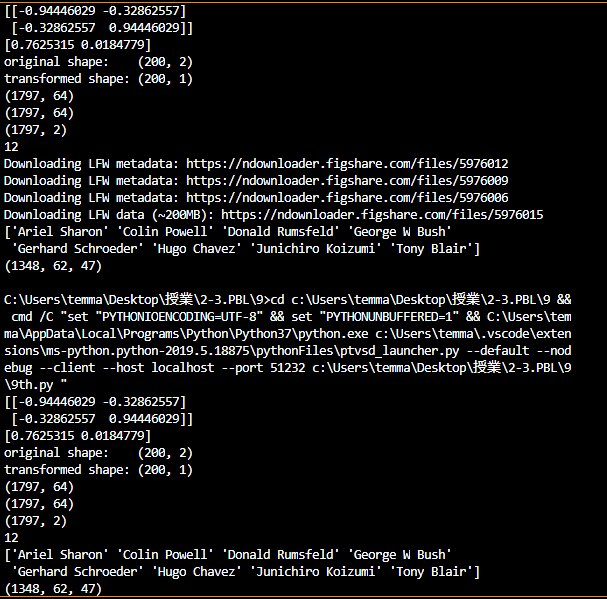 [[-0.94446029 -0.32862557]
 [-0.32862557  0.94446029]]
[0.7625315 0.0184779]
original shape:    (200, 2)
transformed shape: (200, 1)
(1797, 64)
(1797, 64)
(1797, 2)
12
Downloading LFW metadata: https://ndownloader.figshare.com/files/5976012
Downloading LFW metadata: https://ndownloader.figshare.com/files/5976009
Downloading LFW metadata: https://ndownloader.figshare.com/files/5976006
Downloading LFW data (~200MB): https://ndownloader.figshare.com/files/5976015
['Ariel Sharon' 'Colin Powell' 'Donald Rumsfeld' 'George W Bush'
 'Gerhard Schroeder' 'Hugo Chavez' 'Junichiro Koizumi' 'Tony Blair']
(1348, 62, 47)
C:\Users\temma\Desktop\授業\2-3.PBL\9>cd c:\Users\temma\Desktop\授業\2-3.PBL\9 &&
 cmd /C "set "PYTHONIOENCODING=UTF-8" && set "PYTHONUNBUFFERED=1" && C:\Users\tem
ma\AppData\Local\Programs\Python\Python37\python.exe c:\Users\temma\.vscode\exten
sions\ms-python.python-2019.5.18875\pythonFiles\ptvsd_launcher.py --default --nod
ebug --client --host localhost --port 51232 c:\Users\temma\Desktop\授業\2-3.PBL\9
\9th.py "
[[-0.94446029 -0.32862557]
 [-0.32862557  0.94446029]]
[0.7625315 0.0184779]
original shape:    (200, 2)
transformed shape: (200, 1)
(1797, 64)
(1797, 64)
(1797, 2)
12
['Ariel Sharon' 'Colin Powell' 'Donald Rumsfeld' 'George W Bush'
 'Gerhard Schroeder' 'Hugo Chavez' 'Junichiro Koizumi' 'Tony Blair']
(1348, 62, 47)